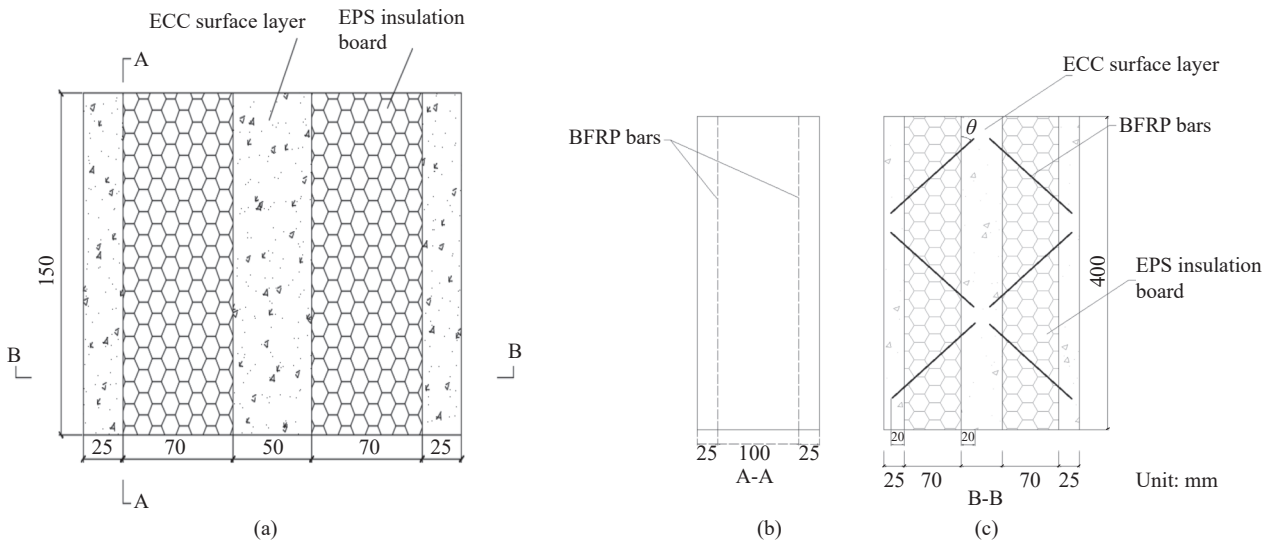 ECC surface layer
EPS insulation
board
A
150
B
B
25
70
50
70
25
A
(a)
BFRP bars
25
100
25
A-A
(b)
ECC surface layer
θ
BFRP bars
EPS insulation
board
400
20
20
25
70
70
25
B-B
Unit: mm
(c)